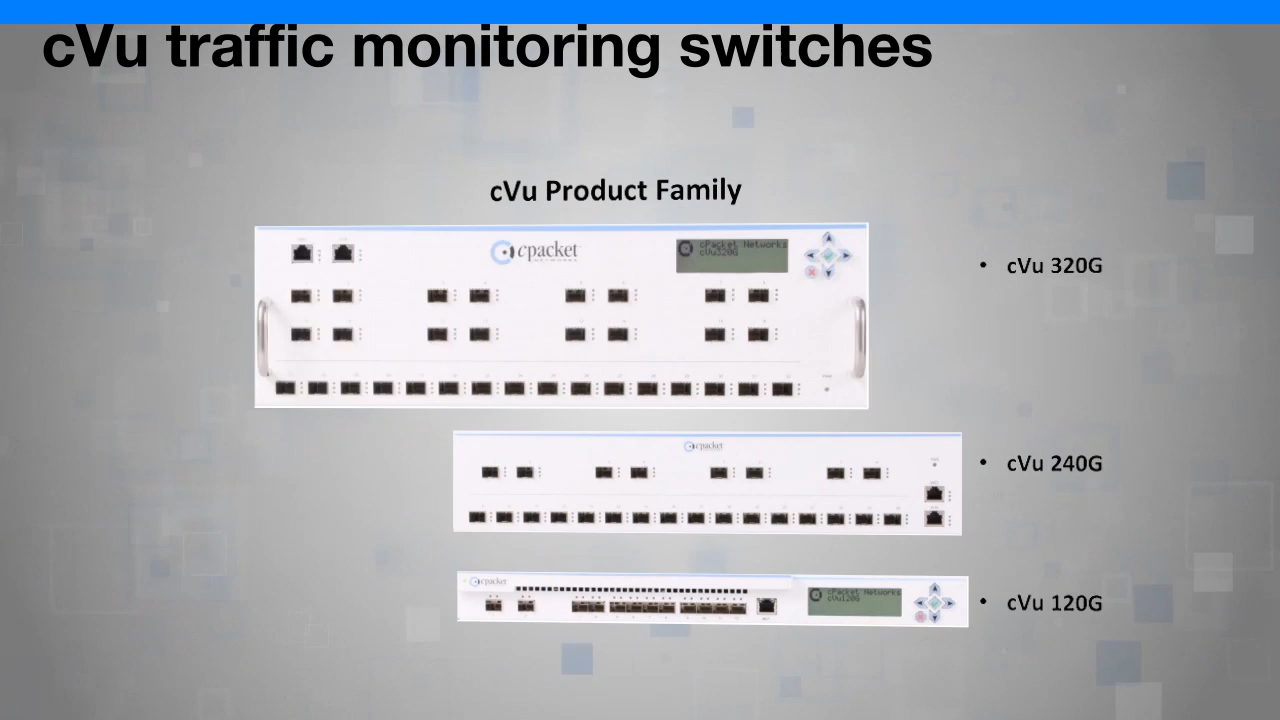 cVu traffic monitoring switches
cVu Product Family
cpacket
NETWORKS
cPacket Networks
cVu320G
• cVu 320G
cpacket
• cVu 240G
cpacket
cPacket Networks
cVu120G
• cVu 120G